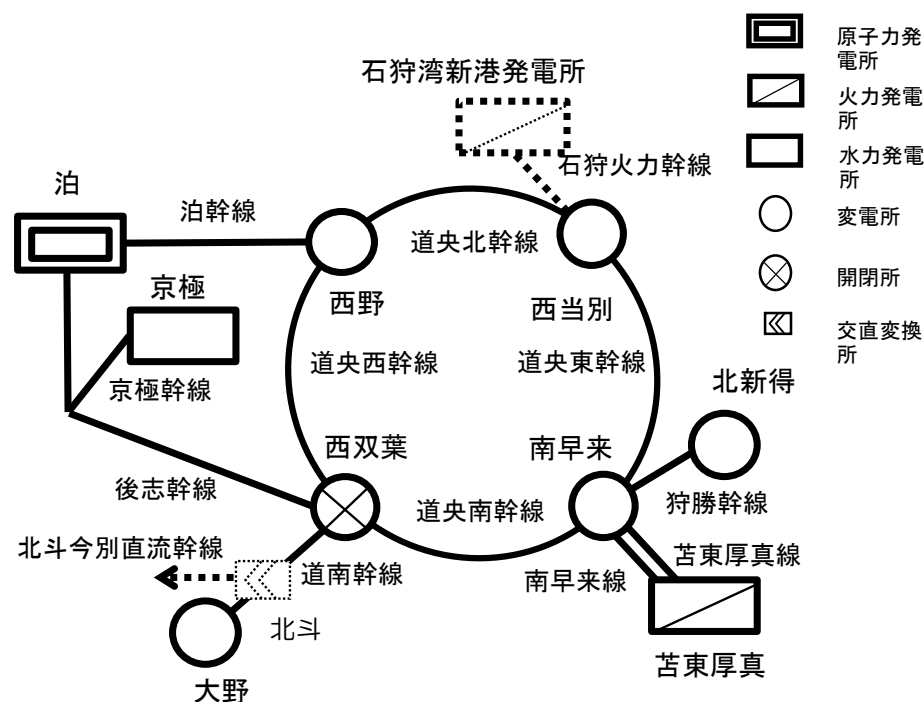 石狩湾新港発電所
石狩火力幹線
泊
泊幹線
道央北幹線
京極
西野
西当別
道央西幹線
道央東幹線
京極幹線
北新得
西双葉
南早来
後志幹線
道央南幹線
狩勝幹線
北斗今別直流幹線
道南幹線
南早来線
苫東厚真線
北斗
大野
苫東厚真
原子力発
電所
火力発電
所
水力発電
所
変電所
開閉所
交直変換
所